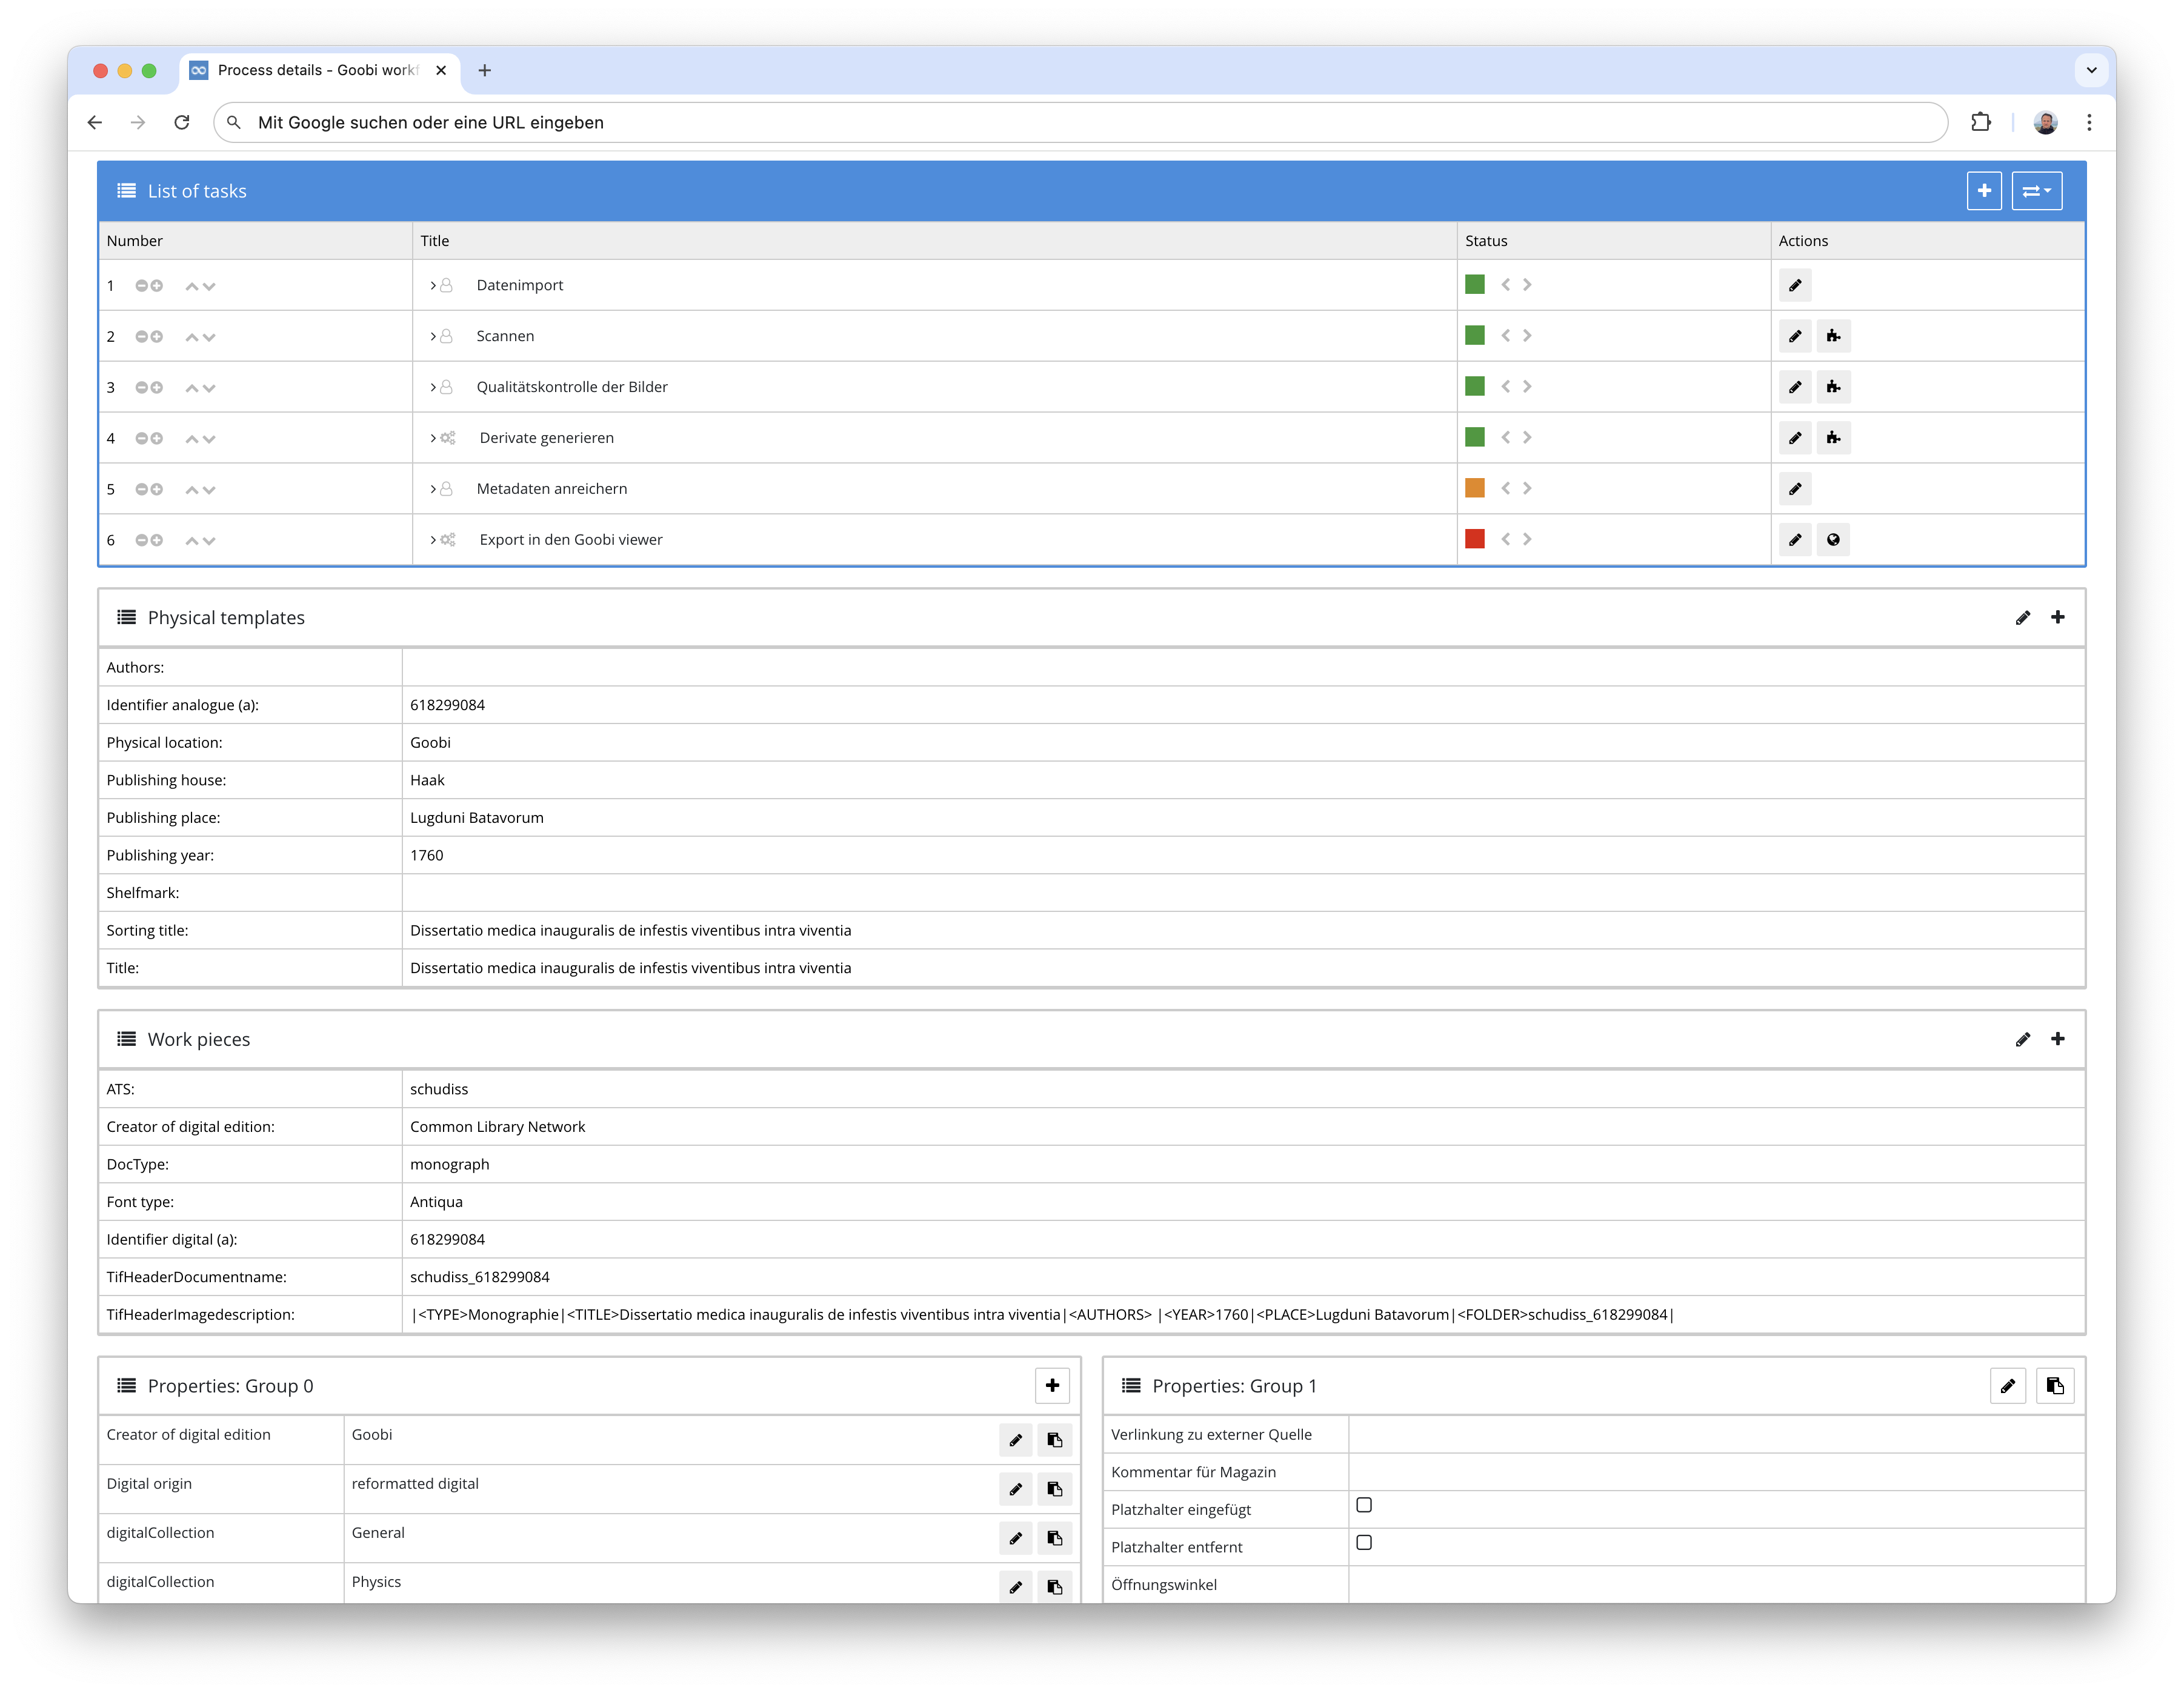 Process details - Goobi workf
Mit Google suchen oder eine URL eingeben
List of tasks
Number Title Status Actions
1 Datenimport
2 Scannen
3 Qualitätskontrolle der Bilder
4 Derivate generieren
5 Metadaten anreichern
6 Export in den Goobi viewer
Physical templates
Authors:
Identifier analogue (a): 618299084
Physical location: Goobi
Publishing house: Haak
Publishing place: Lugduni Batavorum
Publishing year: 1760
Shelfmark:
Sorting title: Dissertatio medica inauguralis de infestis viventibus intra viventia
Title: Dissertatio medica inauguralis de infestis viventibus intra viventia
Work pieces
ATS: schudiss
Creator of digital edition: Common Library Network
DocType: monograph
Font type: Antiqua
Identifier digital (a): 618299084
TifHeaderDocumentname: schudiss_618299084
TifHeaderImagedescription: |<TYPE>Monographie|<TITLE>Dissertatio medica inauguralis de infestis viventibus intra viventia|<AUTHORS> |<YEAR>1760|<PLACE>Lugduni Batavorum|<FOLDER>schudiss_618299084|
Properties: Group 0
Creator of digital edition Goobi
Digital origin reformatted digital
digitalCollection General
digitalCollection Physics
Properties: Group 1
Verlinkung zu externer Quelle
Kommentar für Magazin
Platzhalter eingefügt
Platzhalter entfernt
Öffnungswinkel